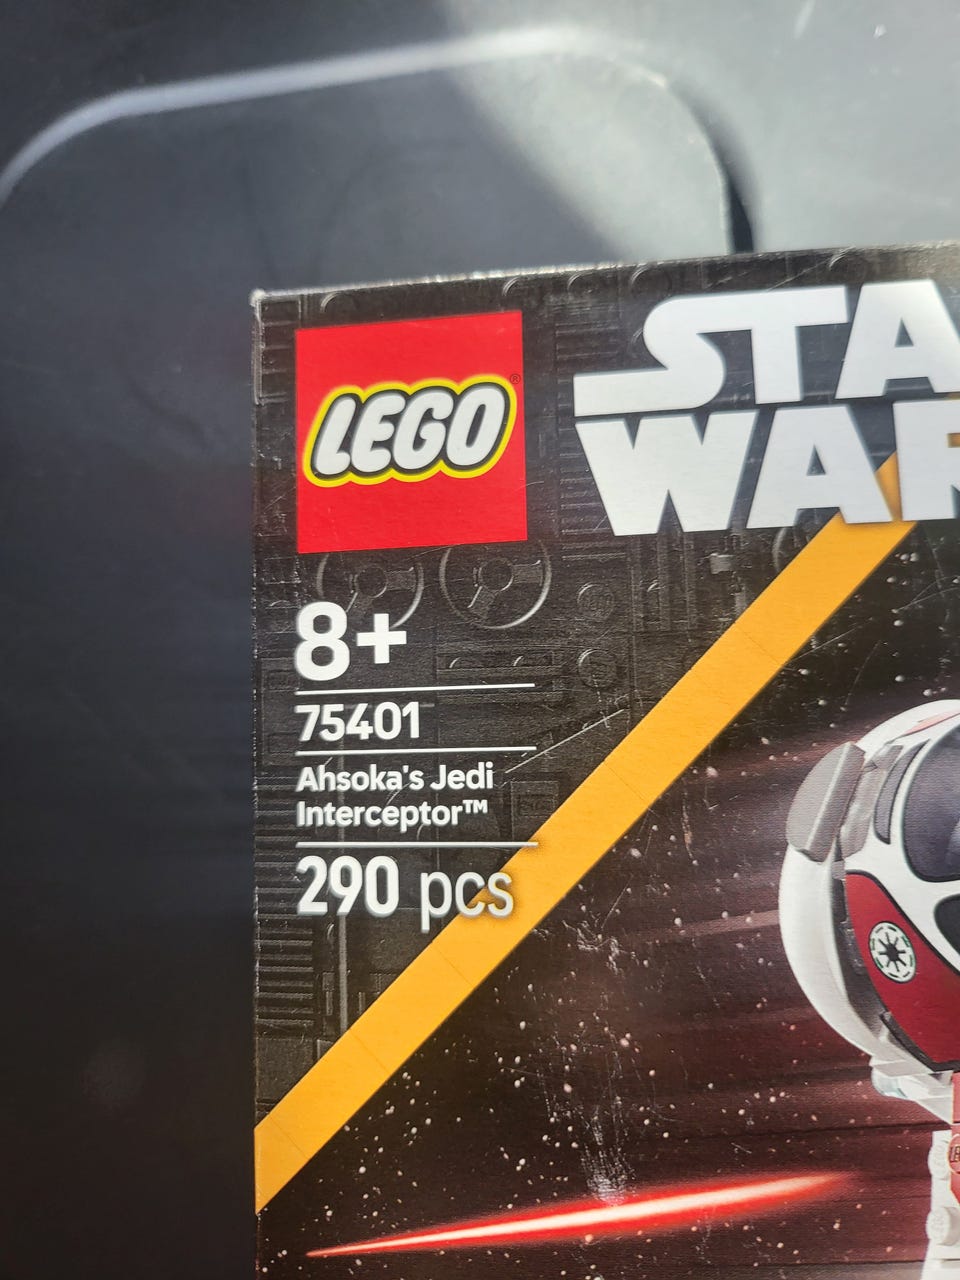 LEGO®
STA
WAR
8+
75401
Ahsoka's Jedi
Interceptor™
290 pcs